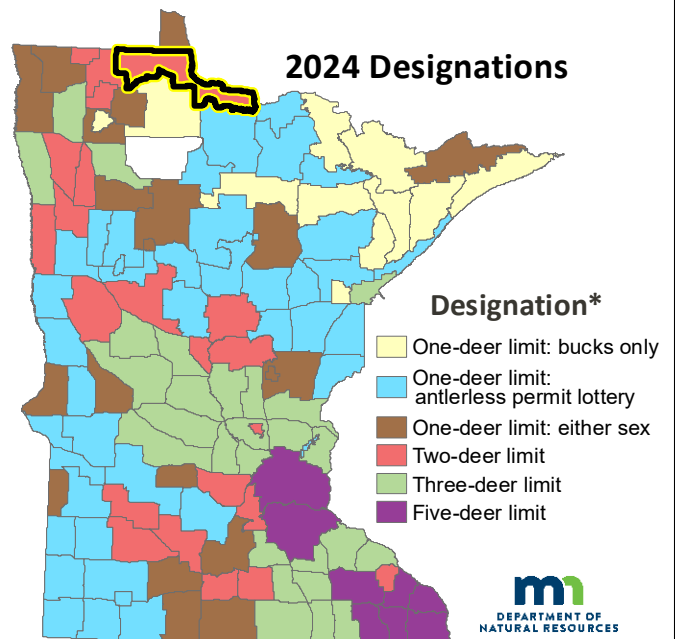 2024 Designations
Designation*
One-deer limit: bucks only
One-deer limit:
antlerless permit lottery
One-deer limit: either sex
Two-deer limit
Three-deer limit
Five-deer limit
mn
DEPARTMENT OF
NATURAL RESOURCES